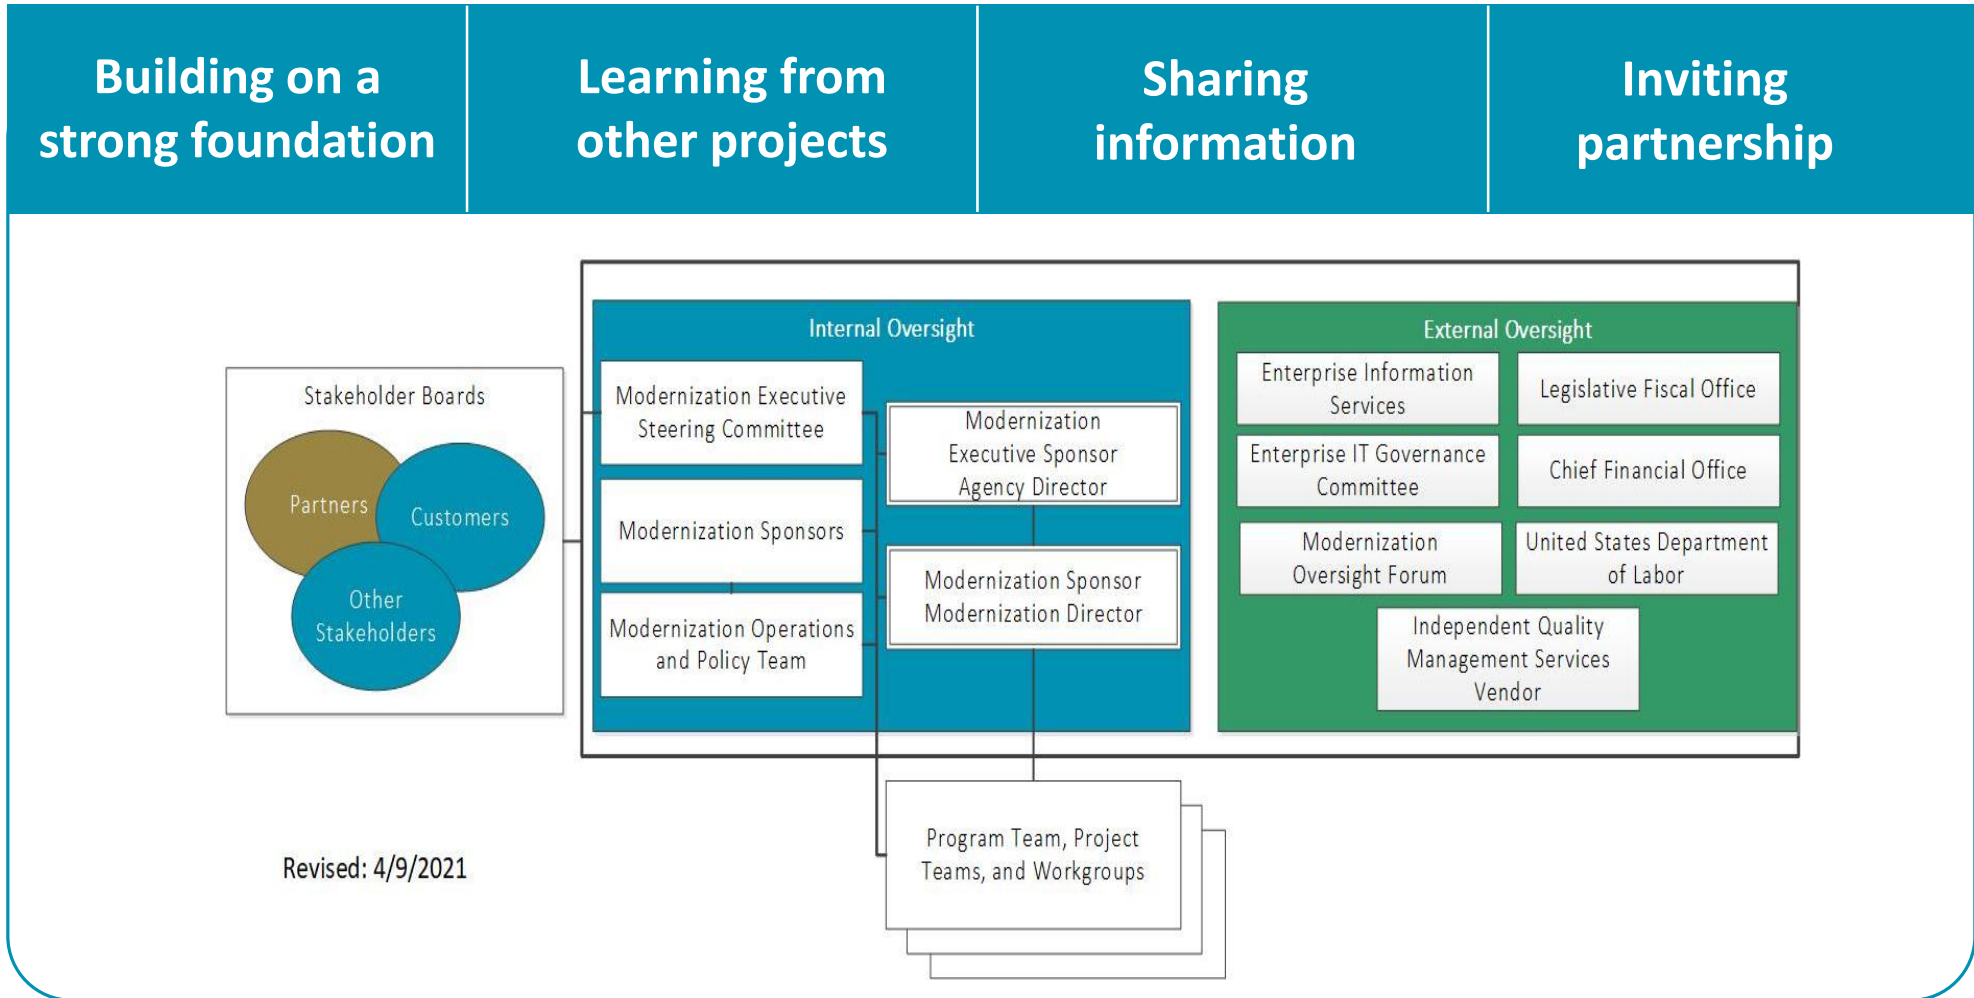 Building on a
strong foundation
Learning from
other projects
Sharing
information
Inviting
partnership
Stakeholder Boards
Partners
Customers
Other
Stakeholders
Internal Oversight
Modernization Executive
Steering Committee
Modernization Sponsors
Modernization Operations
and Policy Team
Modernization
Executive Sponsor
Agency Director
Modernization Sponsor
Modernization Director
External Oversight
Enterprise Information
Services
Legislative Fiscal Office
Enterprise IT Governance
Committee
Chief Financial Office
Modernization
Oversight Forum
United States Department
of Labor
Independent Quality
Management Services
Vendor
Program Team, Project
Teams, and Workgroups
Revised: 4/9/2021